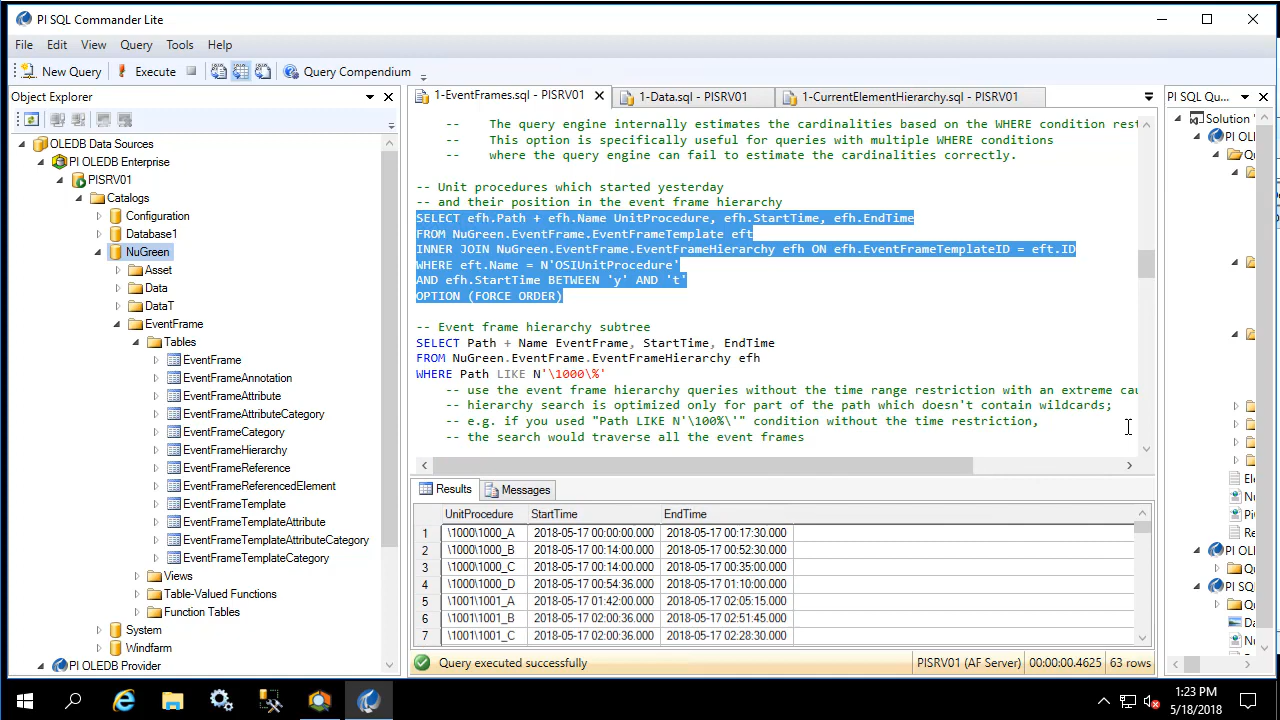 PI SQL Commander Lite
File Edit View Query Tools Help
New Query Execute Query Compendium
Object Explorer
OLEDB Data Sources
PI OLEDB Enterprise
PISRV01
Catalogs
Configuration
Database1
NuGreen
Asset
Data
DataT
EventFrame
Tables
EventFrame
EventFrameAnnotation
EventFrameAttribute
EventFrameAttributeCategory
EventFrameCategory
EventFrameHierarchy
EventFrameReference
EventFrameReferencedElement
EventFrameTemplate
EventFrameTemplateAttribute
EventFrameTemplateAttributeCategory
EventFrameTemplateCategory
Views
Table-Valued Functions
Function Tables
System
Windfarm
PI OLEDB Provider
1-EventFrames.sql - PISRV01 1-Data.sql - PISRV01 1-CurrentElementHierarchy.sql - PISRV01
-- The query engine internally estimates the cardinalities based on the WHERE condition rest
-- This option is specifically useful for queries with multiple WHERE conditions
-- where the query engine can fail to estimate the cardinalities correctly.
-- Unit procedures which started yesterday
-- and their position in the event frame hierarchy
SELECT efh.Path + efh.Name UnitProcedure, efh.StartTime, efh.EndTime
FROM NuGreen.EventFrame.EventFrameTemplate eft
INNER JOIN NuGreen.EventFrame.EventFrameHierarchy efh ON efh.EventFrameTemplateID = eft.ID
WHERE eft.Name = N'OSIUnitProcedure'
AND efh.StartTime BETWEEN 'y' AND 't'
OPTION (FORCE ORDER)
-- Event frame hierarchy subtree
SELECT Path + Name EventFrame, StartTime, EndTime
FROM NuGreen.EventFrame.EventFrameHierarchy efh
WHERE Path LIKE N'\1000\%'
-- use the event frame hierarchy queries without the time range restriction with an extreme cau
-- hierarchy search is optimized only for part of the path which doesn't contain wildcards;
-- e.g. if you used "Path LIKE N'\100%\'" condition without the time restriction,
-- the search would traverse all the event frames
Results Messages
UnitProcedure StartTime EndTime
1 \1000\1000_A 2018-05-17 00:00:00.000 2018-05-17 00:17:30.000
2 \1000\1000_B 2018-05-17 00:14:00.000 2018-05-17 00:52:30.000
3 \1000\1000_C 2018-05-17 00:14:00.000 2018-05-17 00:35:00.000
4 \1000\1000_D 2018-05-17 00:54:36.000 2018-05-17 01:10:00.000
5 \1001\1001_A 2018-05-17 01:42:00.000 2018-05-17 02:05:15.000
6 \1001\1001_B 2018-05-17 02:00:36.000 2018-05-17 02:51:45.000
7 \1001\1001_C 2018-05-17 02:00:36.000 2018-05-17 02:28:30.000
Query executed successfully PISRV01 (AF Server) 00:00:00.4625 63 rows
PI SQL Qu...
Solution '
PI OL
Qu
Ele
Nu
Pi
Re
PI OL
Qu
PI SQ
Qu
Da
Nu
1:23 PM
5/18/2018